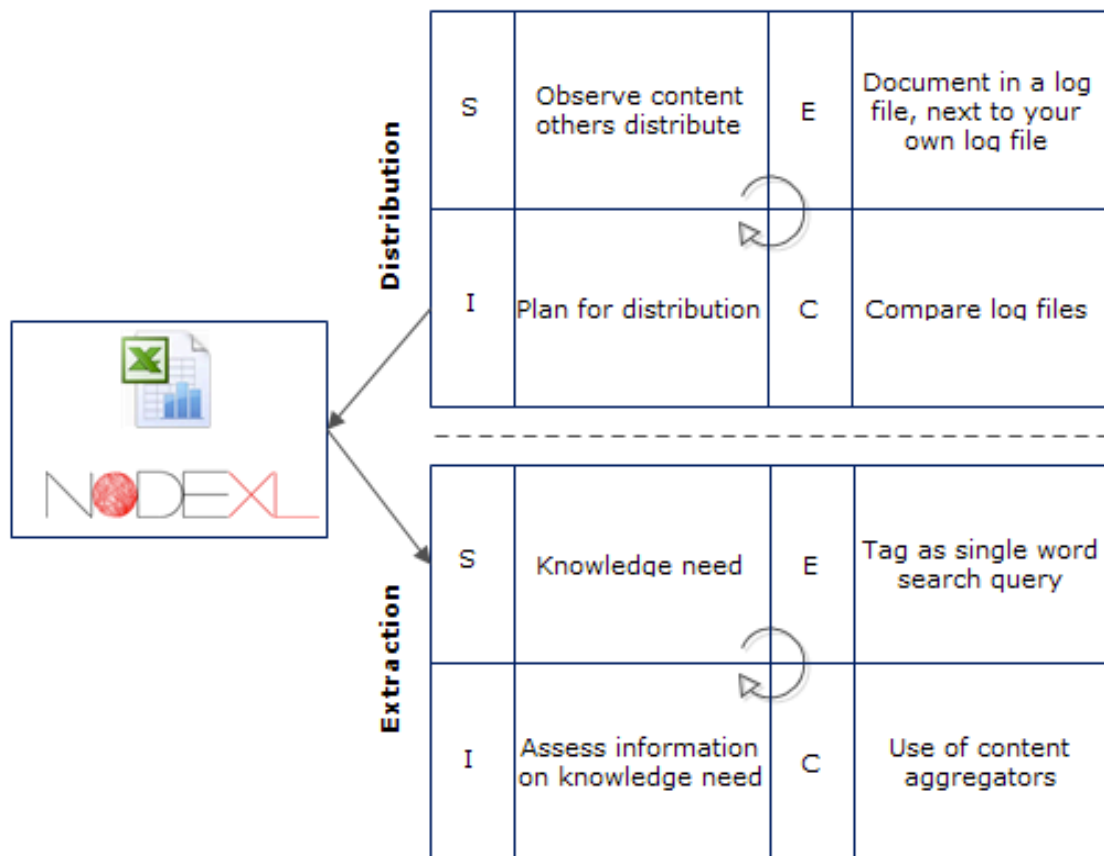 S
Observe content
others distribute
E
Document in a log
file, next to your
own log file
Distribution
I
Plan for distribution
C
Compare log files
X
NODEXL
S
Knowledge need
E
Tag as single word
search query
Extraction
I
Assess information
on knowledge need
C
Use of content
aggregators